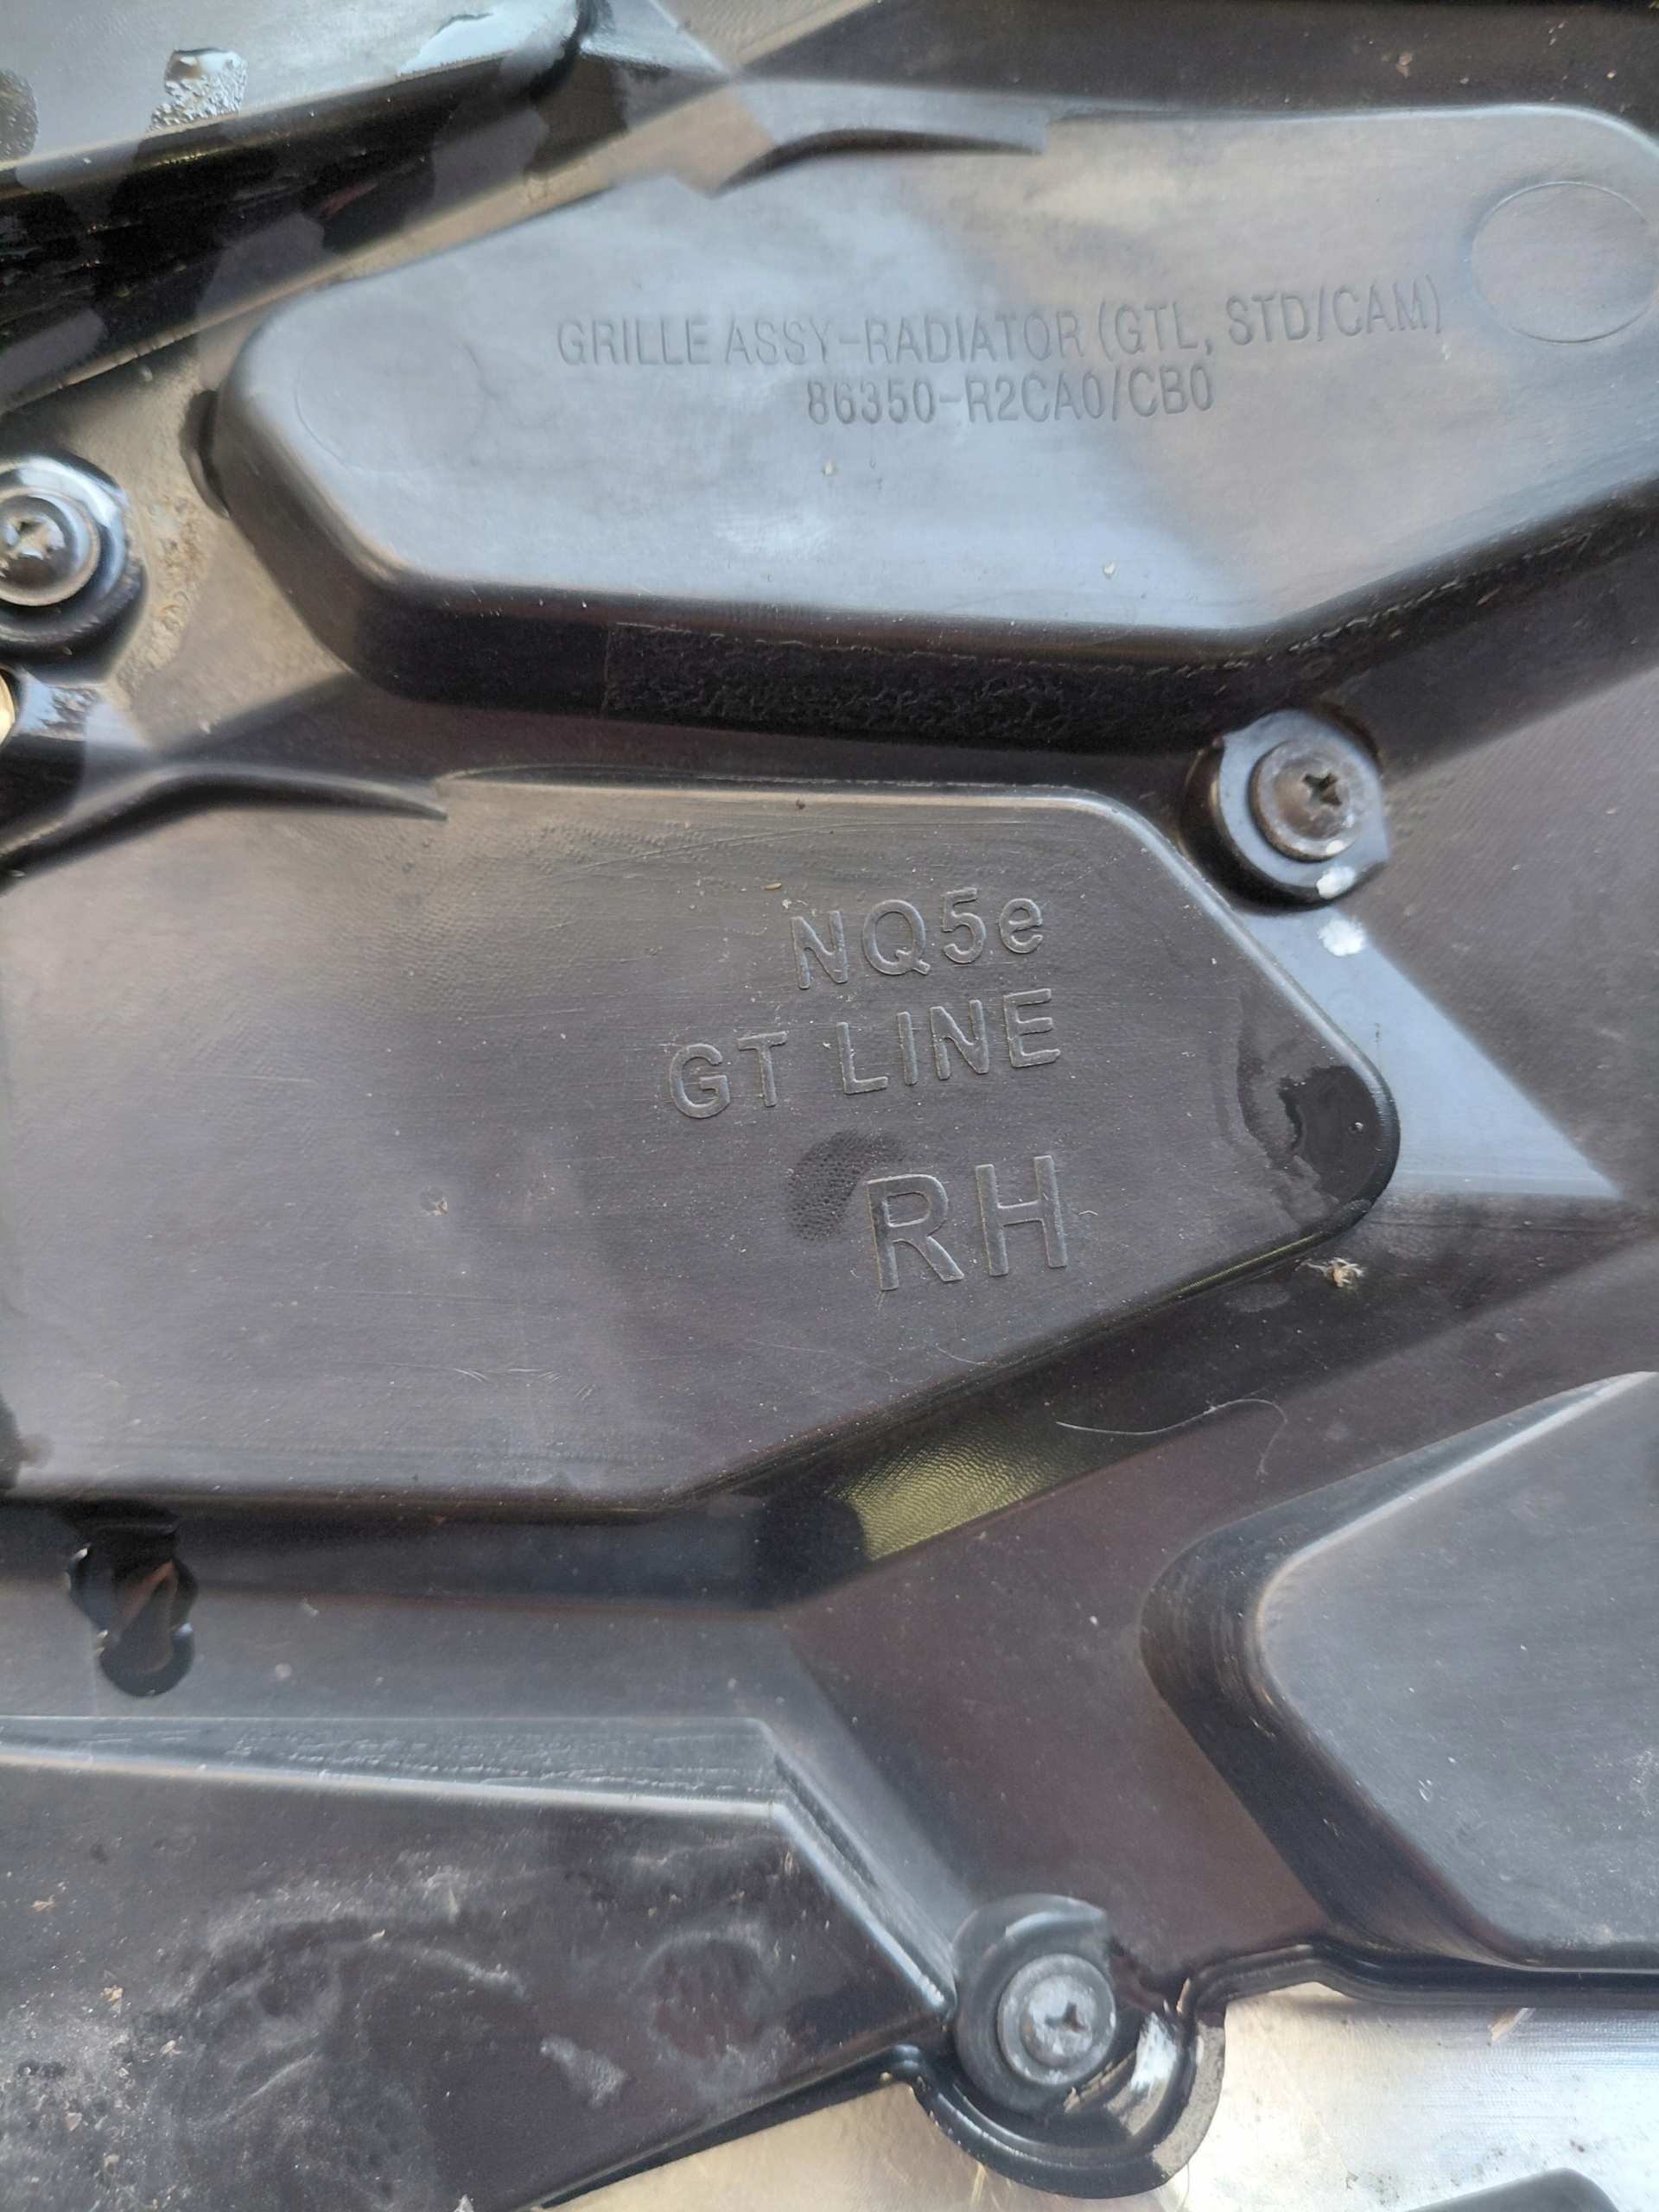 GRILLE ASSY-RADIATOR (GTL, STD/CAM)
86350-R2CA0/CB0
NQ5e
GT LINE
RH